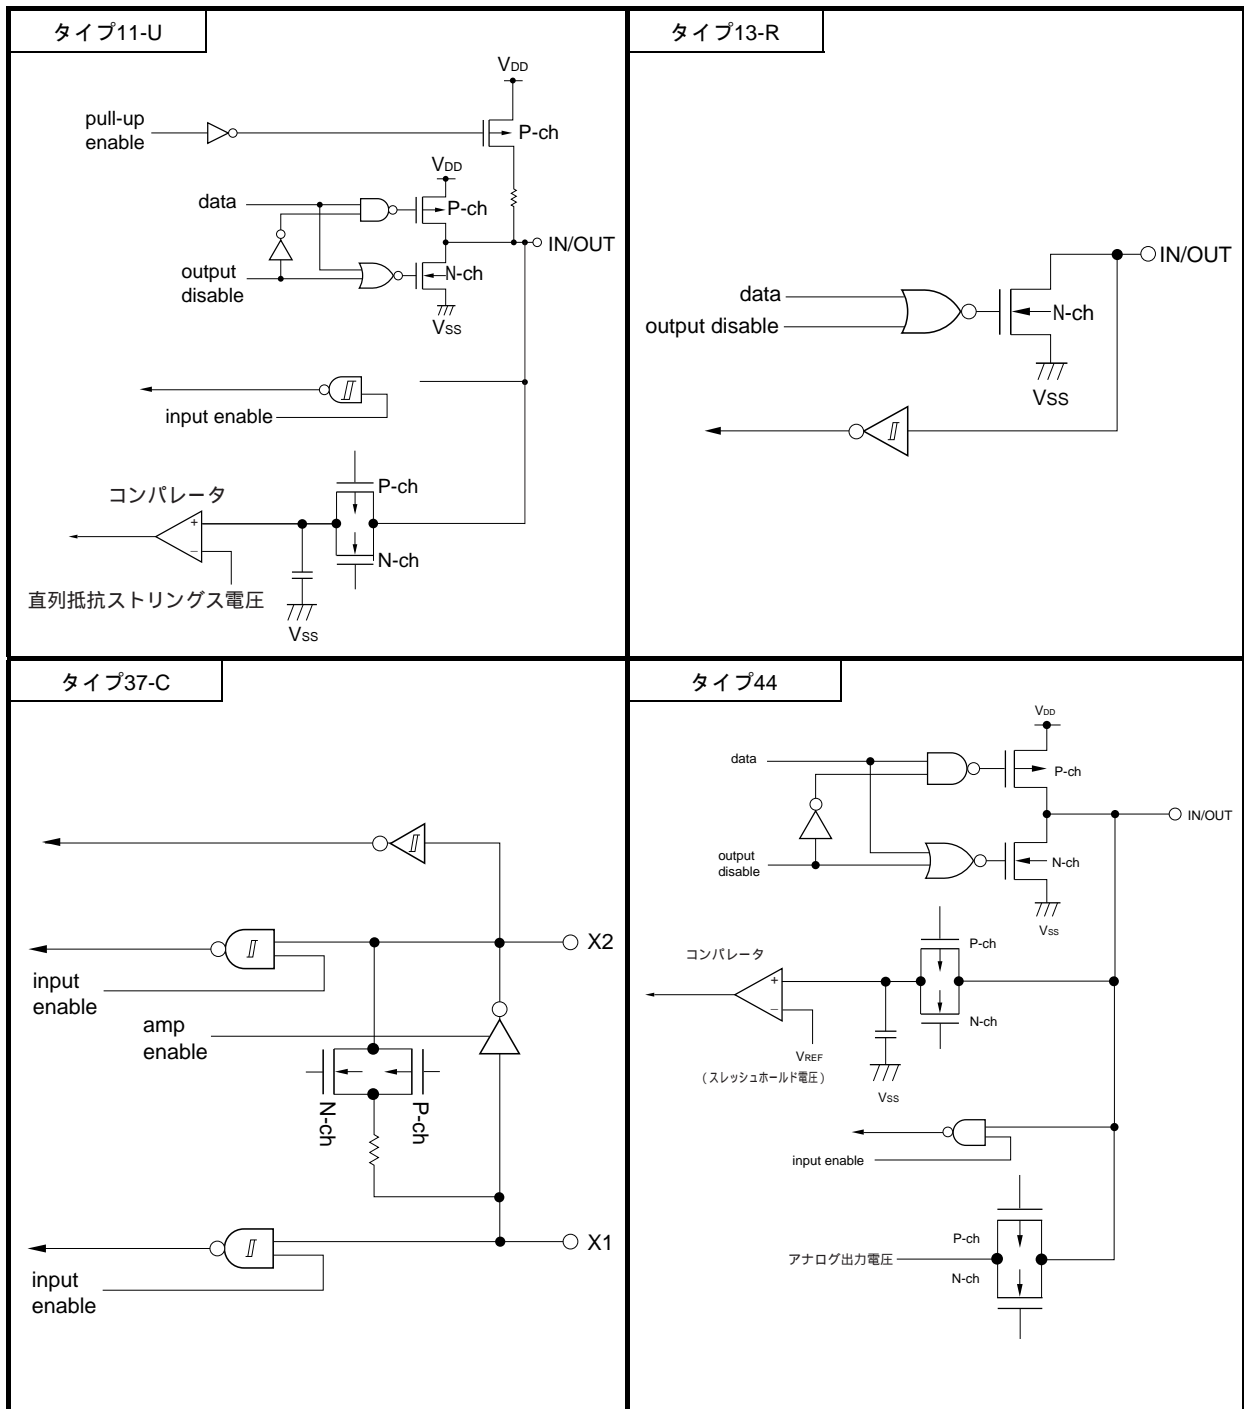 タイプ11-U
VDD
pull-up
enable
P-ch
VDD
data
P-ch
IN/OUT
output
disable
N-ch
VSS
input enable
コンパレータ
P-ch
+
−
N-ch
直列抵抗ストリングス電圧
VSS
タイプ13-R
IN/OUT
data
output disable
N-ch
VSS
タイプ37-C
X2
input
enable
amp
enable
N-ch
P-ch
X1
input
enable
タイプ44
VDD
data
P-ch
IN/OUT
output
disable
N-ch
VSS
P-ch
コンパレータ
+
−
N-ch
VREF
(スレッシュホールド電圧)
VSS
input enable
P-ch
アナログ出力電圧
N-ch